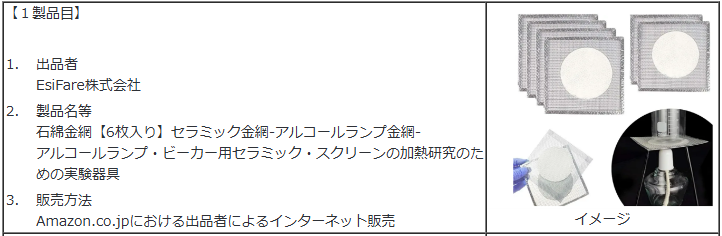 【１製品目】
1. 出品者
EsiFare株式会社
2. 製品名等
石綿金網【6枚入り】セラミック金網-アルコールランプ金網-
アルコールランプ・ビーカー用セラミック・スクリーンの加熱研究のた
めの実験器具
3. 販売方法
Amazon.co.jpにおける出品者によるインターネット販売
イメージ